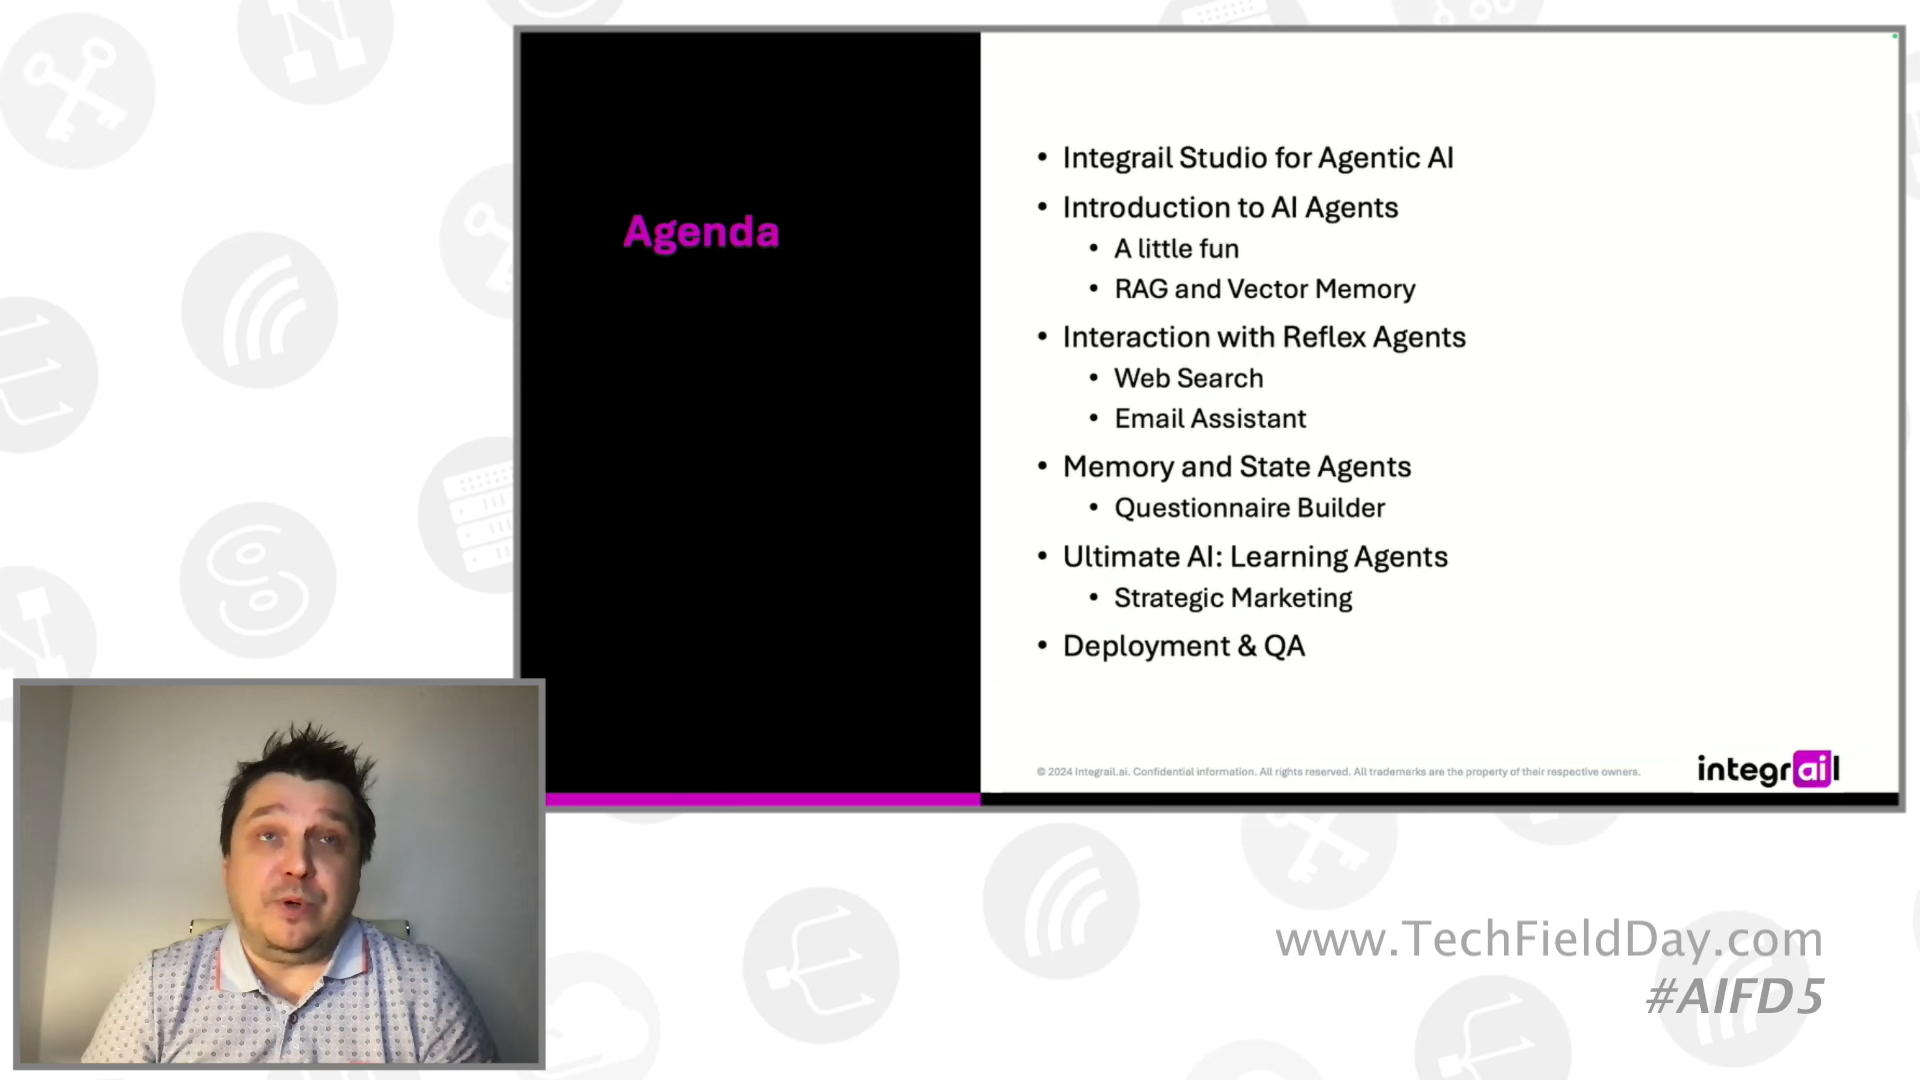 Agenda
• Integrail Studio for Agentic AI
• Introduction to AI Agents
• A little fun
• RAG and Vector Memory
• Interaction with Reflex Agents
• Web Search
• Email Assistant
• Memory and State Agents
• Questionnaire Builder
• Ultimate AI: Learning Agents
• Strategic Marketing
• Deployment & QA
© 2024 Integrail.ai. Confidential information. All rights reserved. All trademarks are the property of their respective owners.
integrail
www.TechFieldDay.com
#AIFD5